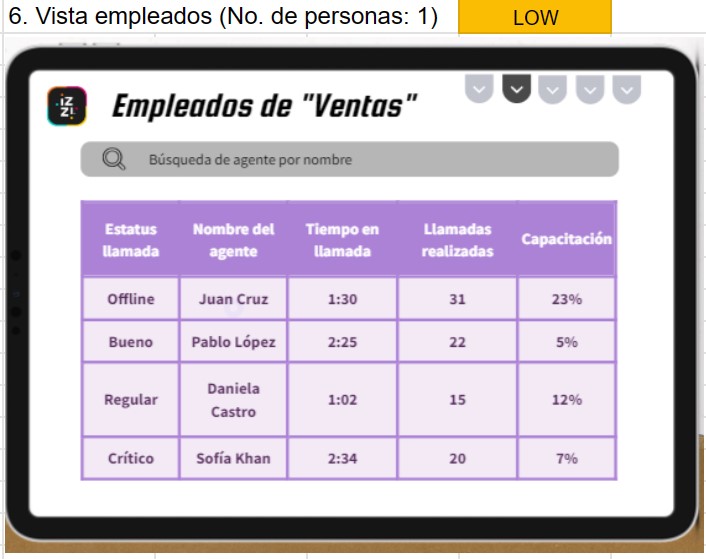 6. Vista empleados (No. de personas: 1)
LOW
iZ
Z!
Empleados de "Ventas"
Búsqueda de agente por nombre
Estatus llamada
Nombre del agente
Tiempo en llamada
Llamadas realizadas
Capacitación
Offline
Juan Cruz
1:30
31
23%
Bueno
Pablo López
2:25
22
5%
Regular
Daniela Castro
1:02
15
12%
Crítico
Sofía Khan
2:34
20
7%